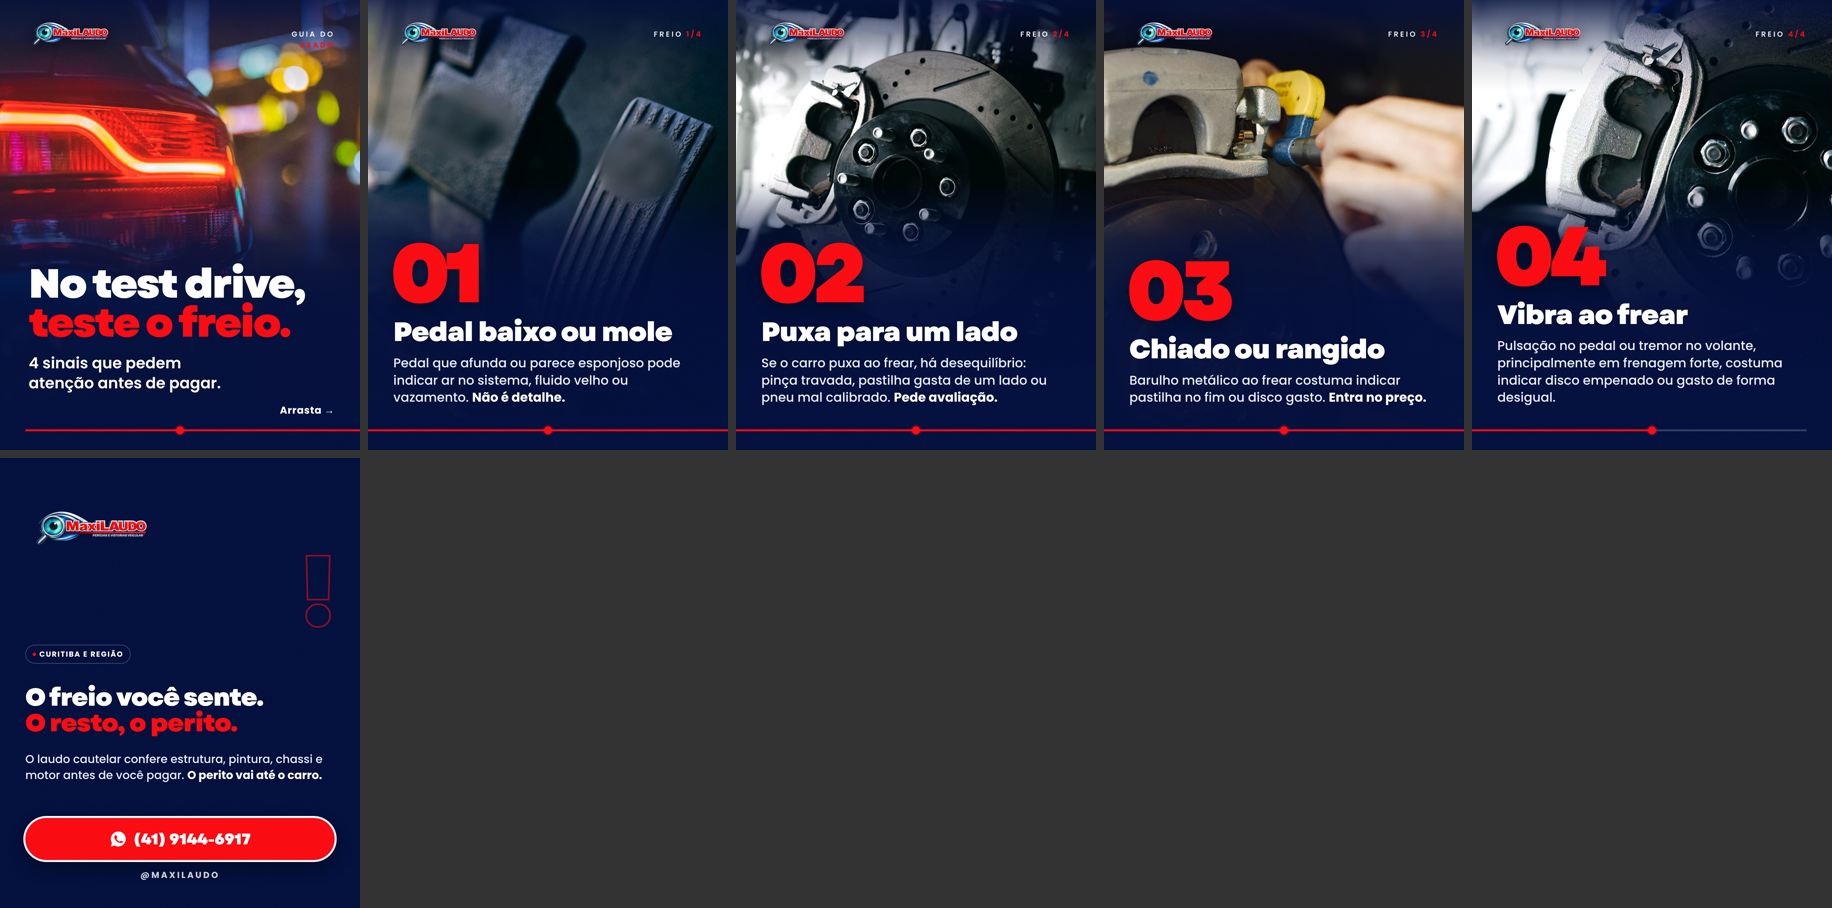 MaxiLAUDO
GUIA DO
USADO
No test drive,
teste o freio.
4 sinais que pedem
atenção antes de pagar.
Arrasta →
MaxiLAUDO
FREIO 1/4
01
Pedal baixo ou mole
Pedal que afunda ou parece esponjoso pode
indicar ar no sistema, fluido velho ou
vazamento. Não é detalhe.
MaxiLAUDO
FREIO 2/4
02
Puxa para um lado
Se o carro puxa ao frear, há desequilíbrio:
pinça travada, pastilha gasta de um lado ou
pneu mal calibrado. Pede avaliação.
MaxiLAUDO
FREIO 3/4
03
Chiado ou rangido
Barulho metálico ao frear costuma indicar
pastilha no fim ou disco gasto. Entra no preço.
MaxiLAUDO
FREIO 4/4
04
Vibra ao frear
Pulsação no pedal ou tremor no volante,
principalmente em frenagem forte, costuma
indicar disco empenado ou gasto de forma
desigual.
MaxiLAUDO
PERÍCIAS E VISTORIAS VEICULAR
!
CURITIBA E REGIÃO
O freio você sente.
O resto, o perito.
O laudo cautelar confere estrutura, pintura, chassi e
motor antes de você pagar. O perito vai até o carro.
(41) 9144-6917
@MAXILAUDO